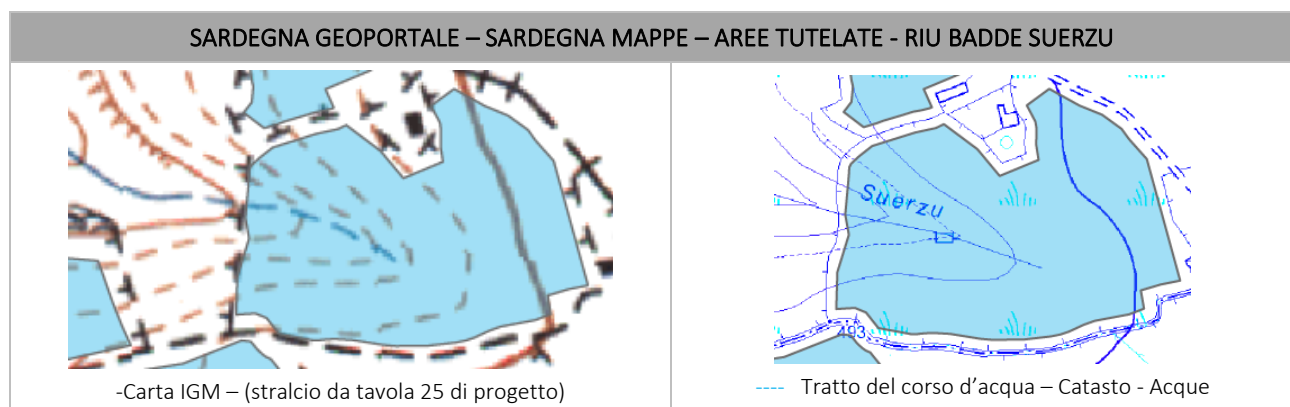 SARDEGNA GEOPORTALE – SARDEGNA MAPPE – AREE TUTELATE - RIU BADDE SUERZU
Suerzu
493
-Carta IGM – (stralcio da tavola 25 di progetto)
---- Tratto del corso d'acqua – Catasto - Acque